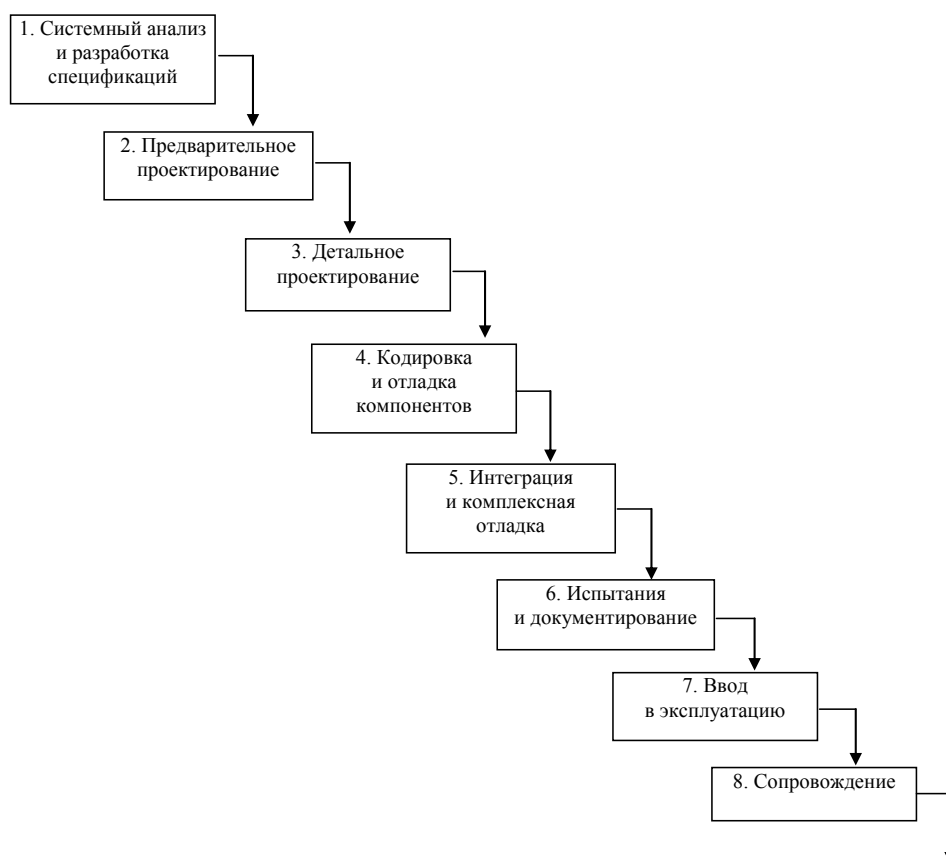 1. Системный анализ
и разработка
спецификаций
2. Предварительное
проектирование
3. Детальное
проектирование
4. Кодировка
и отладка
компонентов
5. Интеграция
и комплексная
отладка
6. Испытания
и документирование
7. Ввод
в эксплуатацию
8. Сопровождение